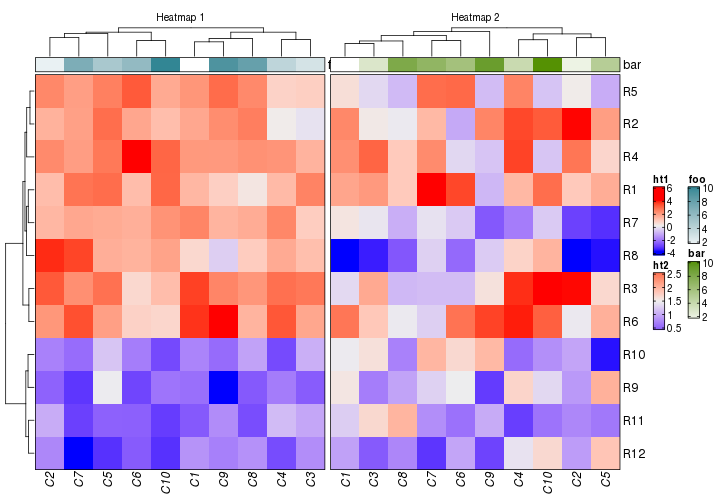 Heatmap 1
Heatmap 2
f
bar
R5
R2
R4
R1
R7
R8
R3
R6
R10
R9
R11
R12
C2 C7 C5 C6 C10 C1 C9 C8 C4 C3
C1 C3 C8 C7 C6 C9 C4 C10 C2 C5
ht1
6
4
2
0
-2
-4
foo
10
8
6
4
2
ht2
2.5
1.5
0.5
bar
10
8
6
4
2